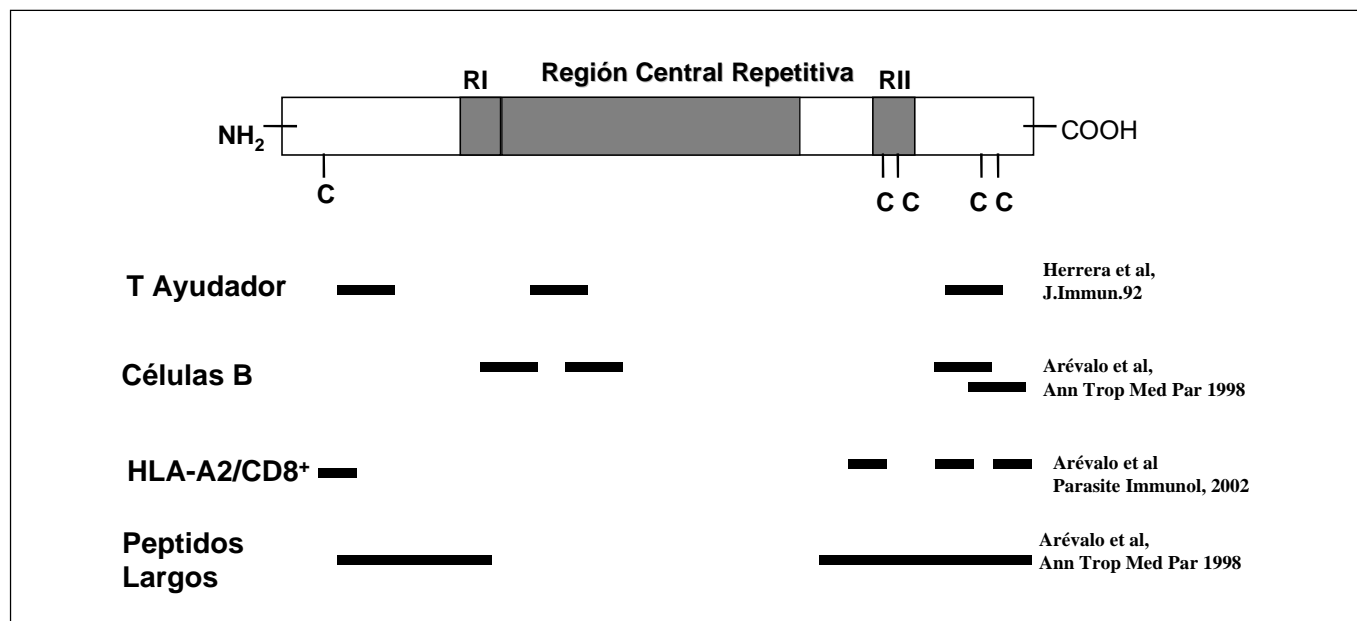 Región Central Repetitiva
RI
RII
NH2
COOH
C
C C
C C
T Ayudador
Herrera et al,
J.Immun.92
Células B
Arévalo et al,
Ann Trop Med Par 1998
HLA-A2/CD8+
Arévalo et al
Parasite Immunol, 2002
Peptidos
Largos
Arévalo et al,
Ann Trop Med Par 1998